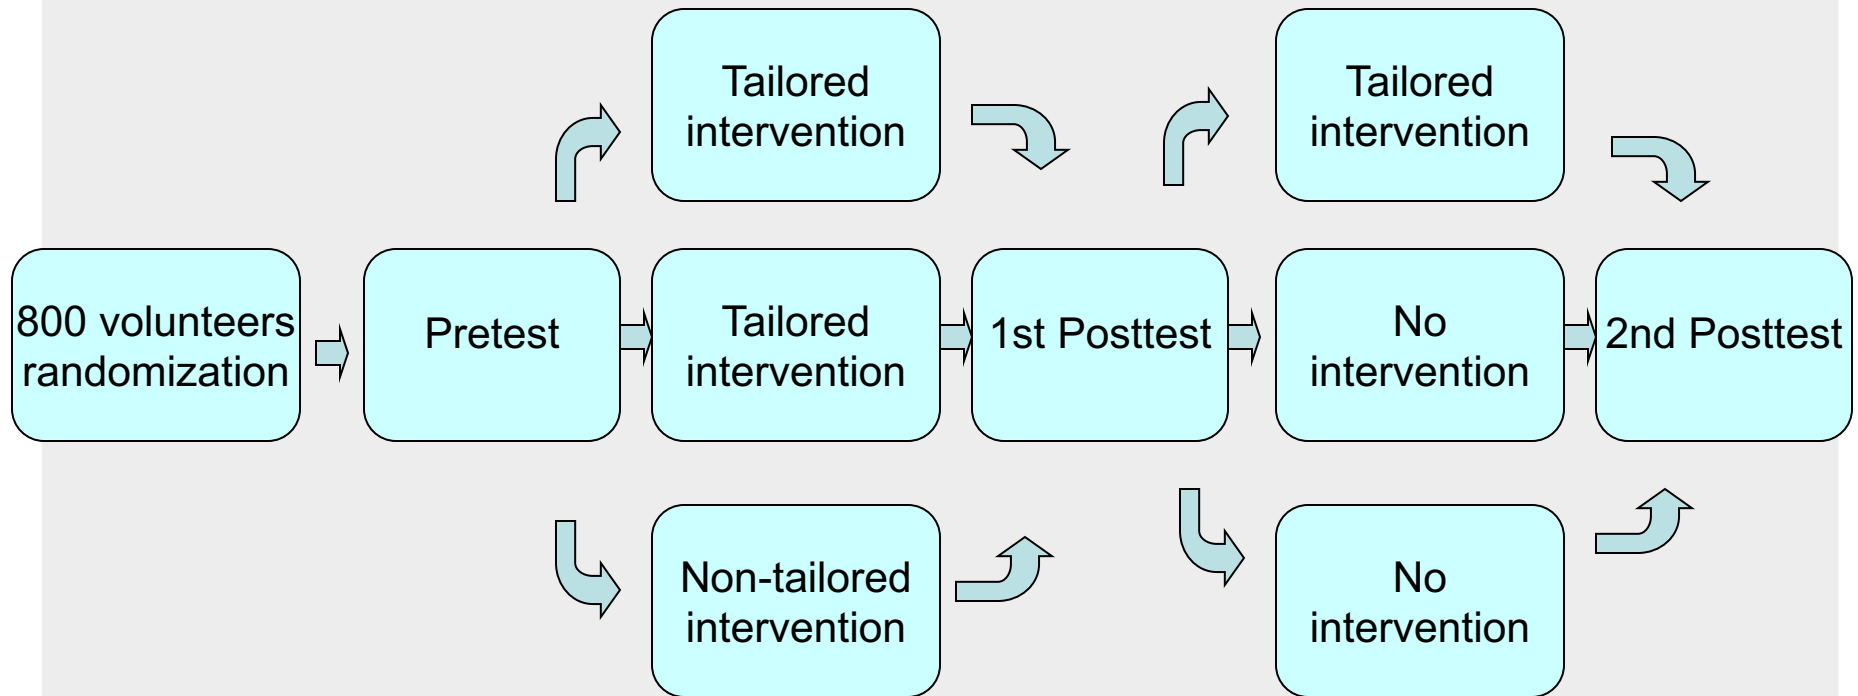 Tailored
intervention
Tailored
intervention
800 volunteers
randomization
Pretest
Tailored
intervention
1st Posttest
No
intervention
2nd Posttest
Non-tailored
intervention
No
intervention